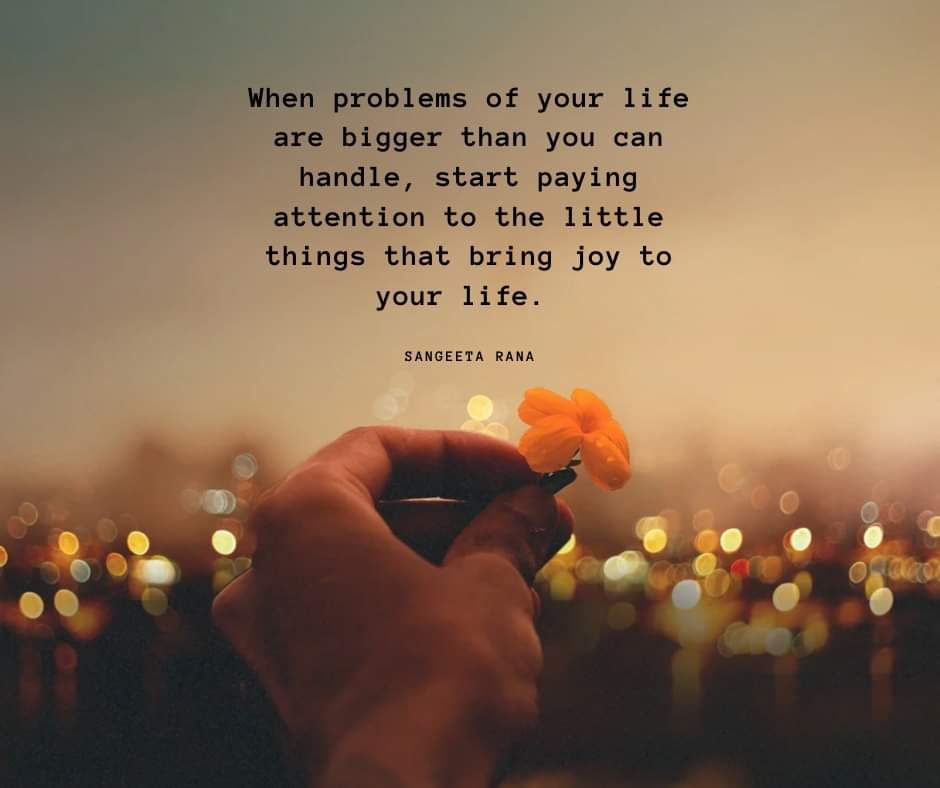 When problems of your life
are bigger than you can
handle, start paying
attention to the little
things that bring joy to
your life.
SANGEETA RANA